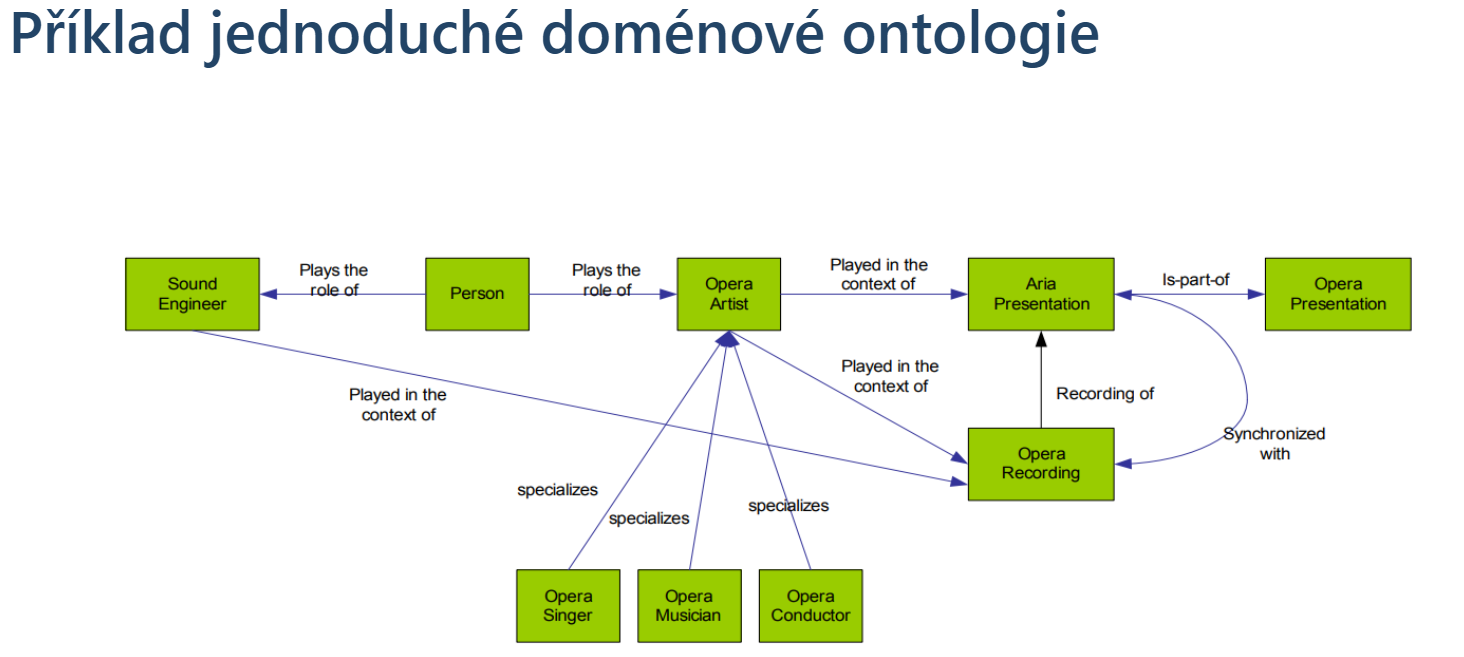 Příklad jednoduché doménové ontologie
Sound
Engineer
Plays the
role of
Person
Plays the
role of
Opera
Artist
Played in the
context of
Aria
Presentation
Is-part-of
Opera
Presentation
Played in the
context of
Played in the
context of
Recording of
Synchronized
with
Opera
Recording
specializes
specializes
specializes
Opera
Singer
Opera
Musician
Opera
Conductor